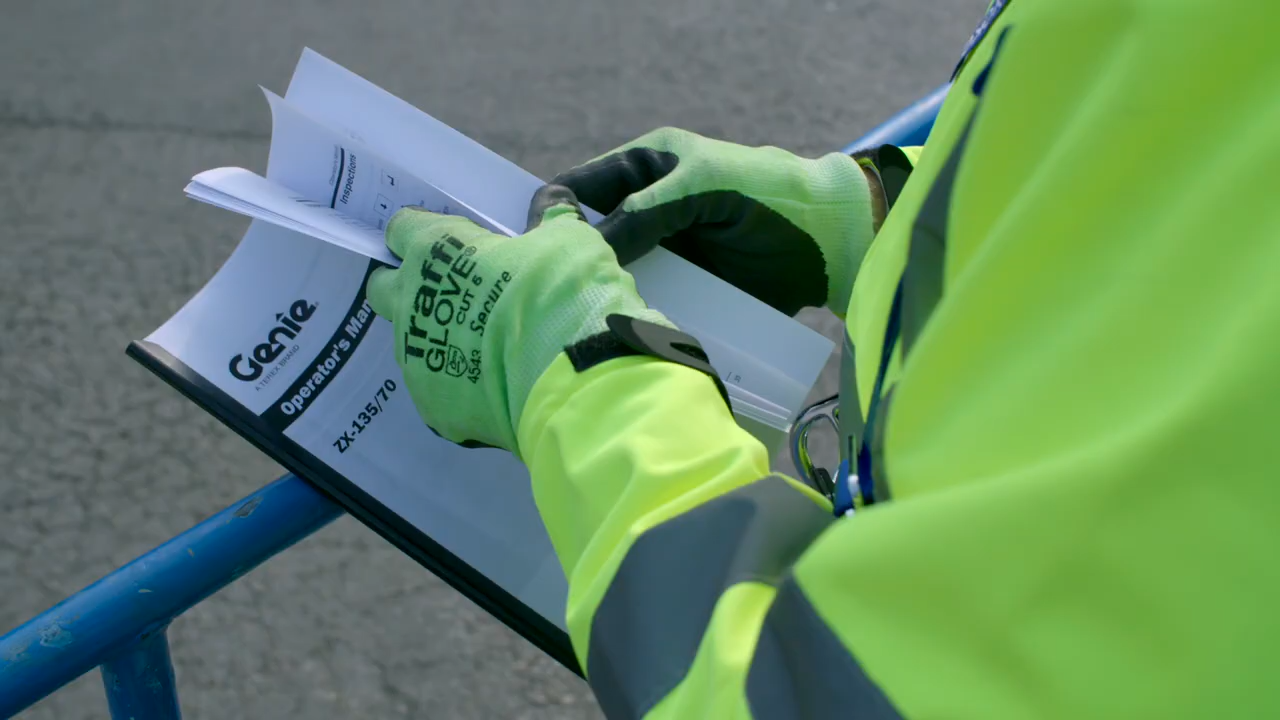 Inspections
Genie
A TEREX BRAND
Operator's Man
ZX-135/70
Traffi
GLOVE®
CUT 6
Secure
4543